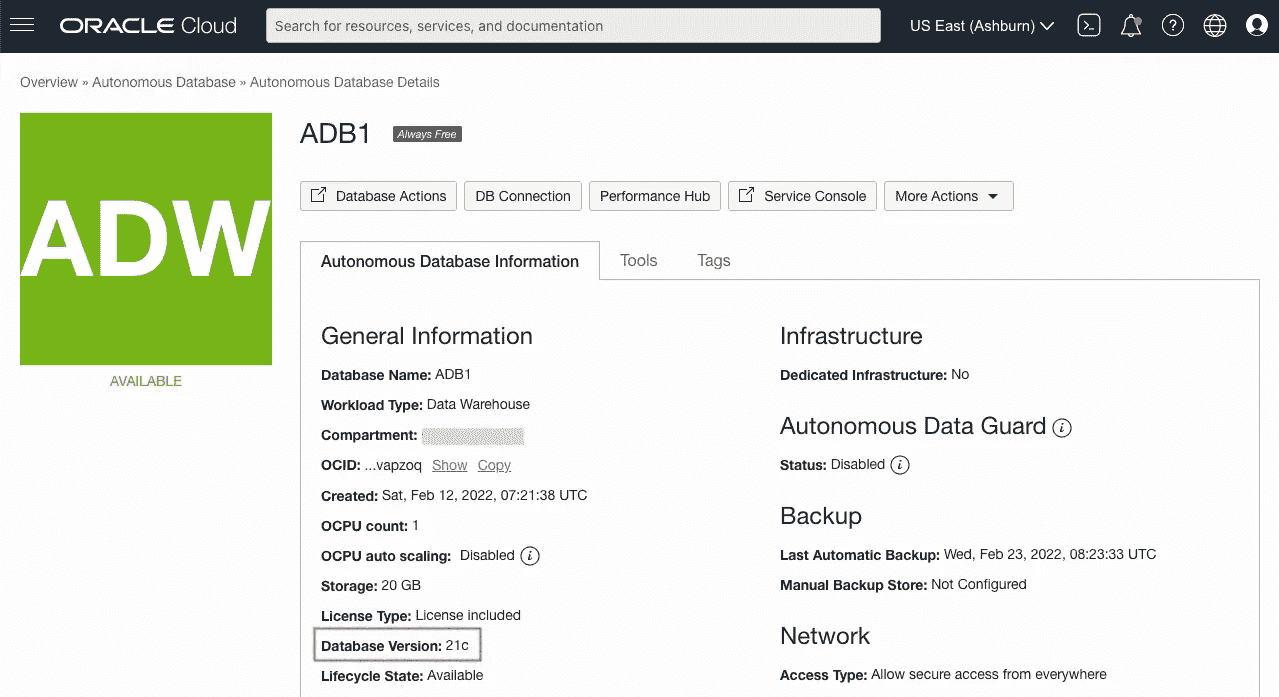 ORACLE Cloud
Search for resources, services, and documentation
US East (Ashburn)
Overview » Autonomous Database » Autonomous Database Details
ADW
AVAILABLE
ADB1 Always Free
Database Actions DB Connection Performance Hub Service Console More Actions
Autonomous Database Information Tools Tags
General Information
Database Name: ADB1
Workload Type: Data Warehouse
Compartment:
OCID: ...vapzoq Show Copy
Created: Sat, Feb 12, 2022, 07:21:38 UTC
OCPU count: 1
OCPU auto scaling: Disabled i
Storage: 20 GB
License Type: License included
Database Version: 21c
Lifecycle State: Available
Infrastructure
Dedicated Infrastructure: No
Autonomous Data Guard i
Status: Disabled i
Backup
Last Automatic Backup: Wed, Feb 23, 2022, 08:23:33 UTC
Manual Backup Store: Not Configured
Network
Access Type: Allow secure access from everywhere